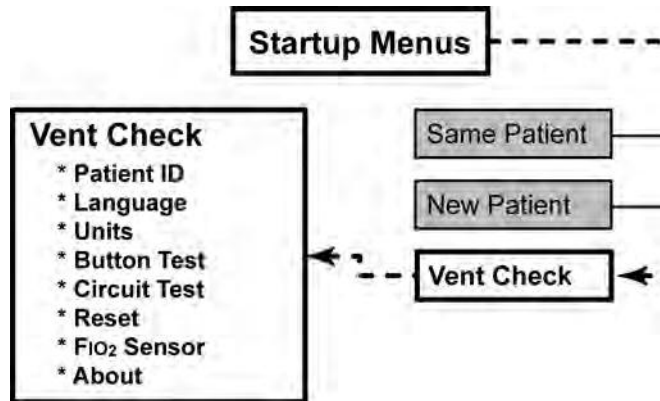 Startup Menus
Same Patient
New Patient
Vent Check
Vent Check
* Patient ID
* Language
* Units
* Button Test
* Circuit Test
* Reset
* FIO2 Sensor
* About